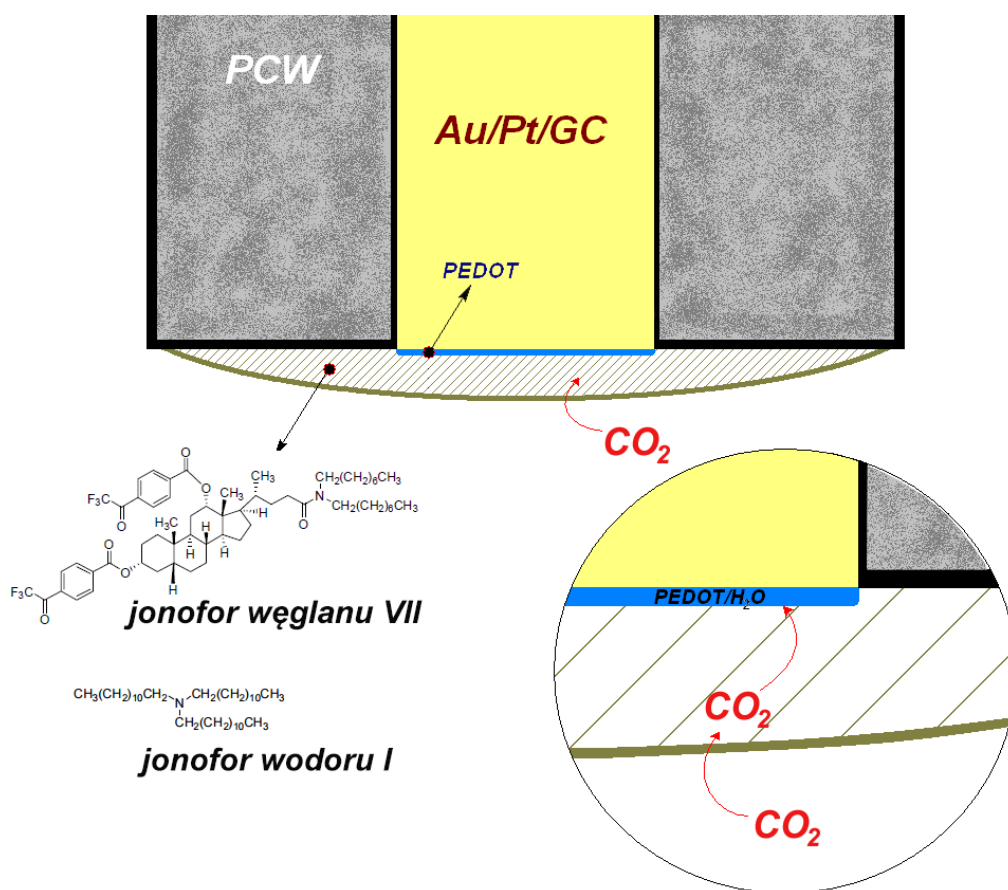 PCW
Au/Pt/GC
PEDOT
CO₂
O
F₃C
O
O
H₃C
CH₃
CH₃
H
H
H
H
H₃C
O
O
F₃C
O
H
N
O
CH₂(CH₂)₆CH₃
CH₂(CH₂)₆CH₃
jonofor węglanu VII
PEDOT/H₂O
CO₂
CH₃(CH₂)₁₀CH₂
N
CH₂(CH₂)₁₀CH₃
CH₂(CH₂)₁₀CH₃
jonofor wodoru I
CO₂